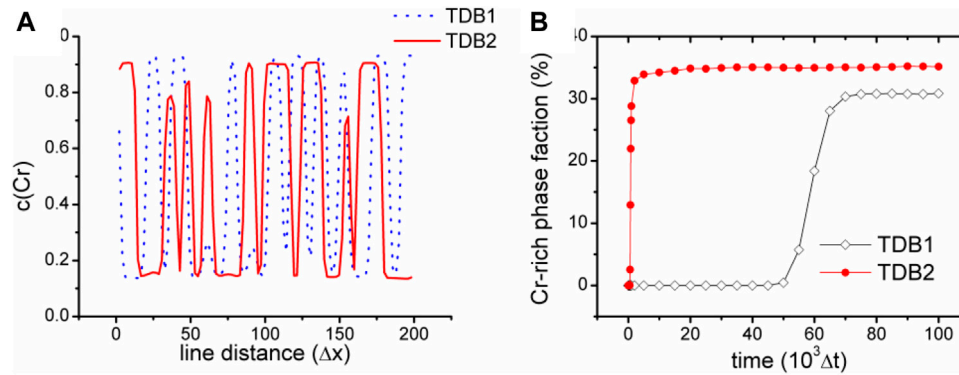 A
TDB1
TDB2
0
0.8
0.6
0.4
0.2
0
c(Cr)
0
50
100
150
200
line distance (Δx)
B
40
30
20
10
0
Cr-rich phase faction (%)
TDB1
TDB2
0
20
40
60
80
100
time (10³Δt)